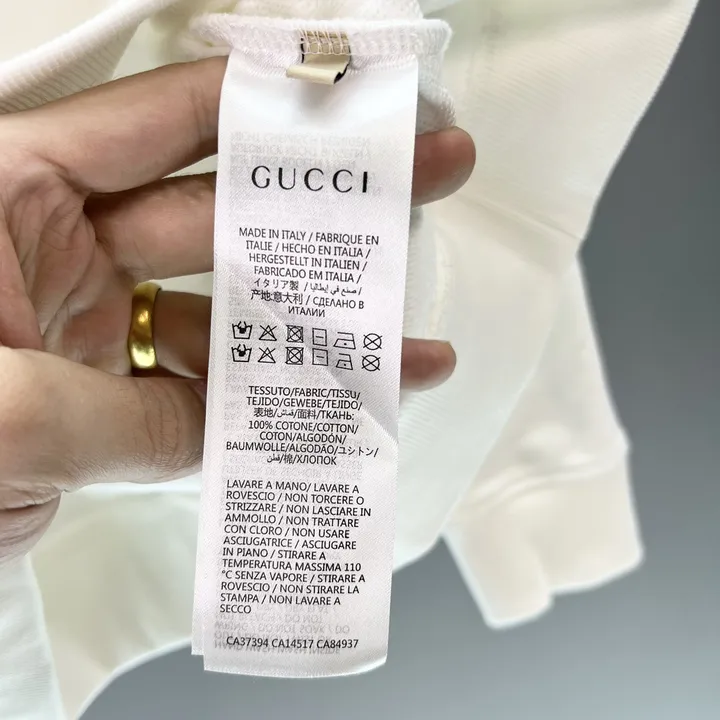 GUCCI
MADE IN ITALY / FABRIQUE EN
ITALIE / HECHO EN ITALIA /
HERGESTELLT IN ITALIEN /
FABRICADO EM ITALIA /
イタリア製 / صنع في إيطاليا /
产地:意大利 / СДЕЛАНО В
ИТАЛИИ
TESSUTO/FABRIC/TISSU/
TEJIDO/GEWEBE/TEJIDO/
表地/قماش/面料/ТКАНЬ:
100% COTONE/COTTON/
COTON/ALGODÓN/
BAUMWOLLE/ALGODÃO/コットン/
قطن/棉/ХЛОПОК
LAVARE A MANO/ LAVARE A
ROVESCIO / NON TORCERE O
STRIZZARE / NON LASCIARE IN
AMMOLLO / NON TRATTARE
CON CLORO / NON USARE
ASCIUGATRICE / ASCIUGARE
IN PIANO / STIRARE A
TEMPERATURA MASSIMA 110
°C SENZA VAPORE / STIRARE A
ROVESCIO / NON STIRARE LA
STAMPA / NON LAVARE A
SECCO
CA37394 CA14517 CA84937